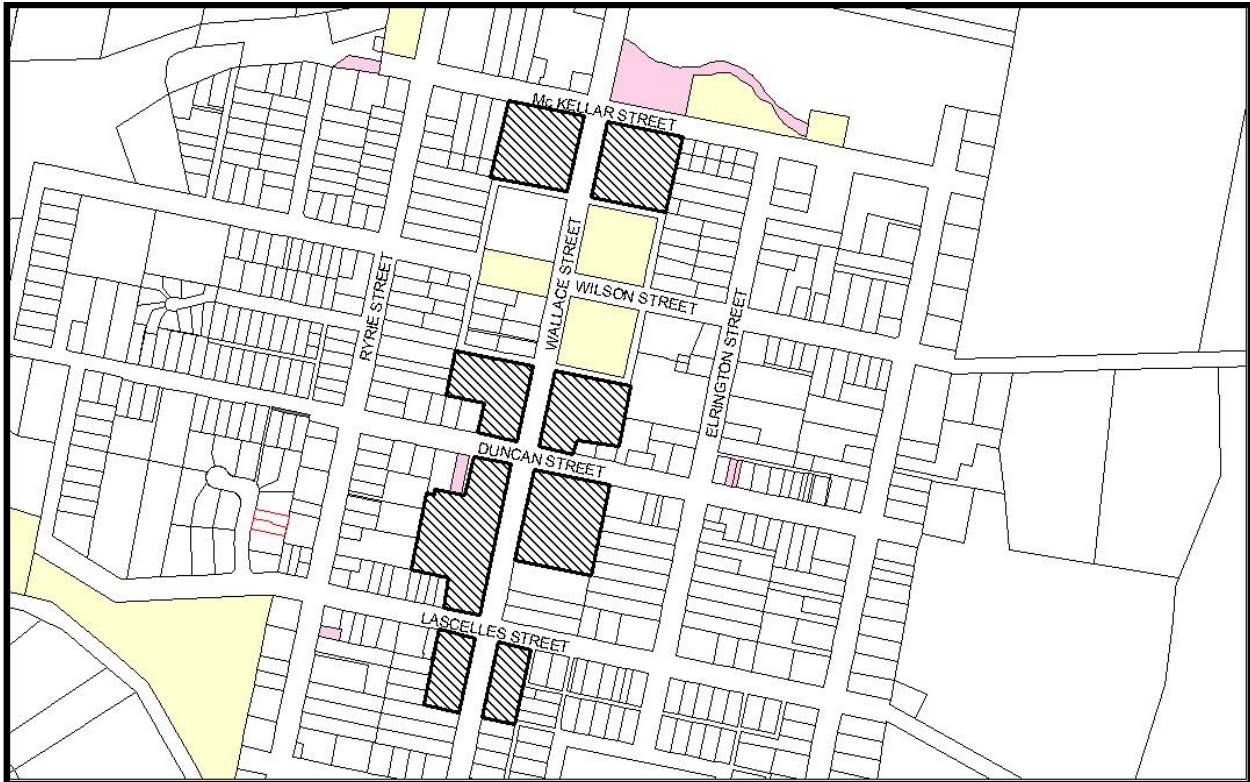 Mc KELLAR STREET
WALLACE STREET
WILSON STREET
RYRIE STREET
ELRINGTON STREET
DUNCAN STREET
LASCELLES STREET